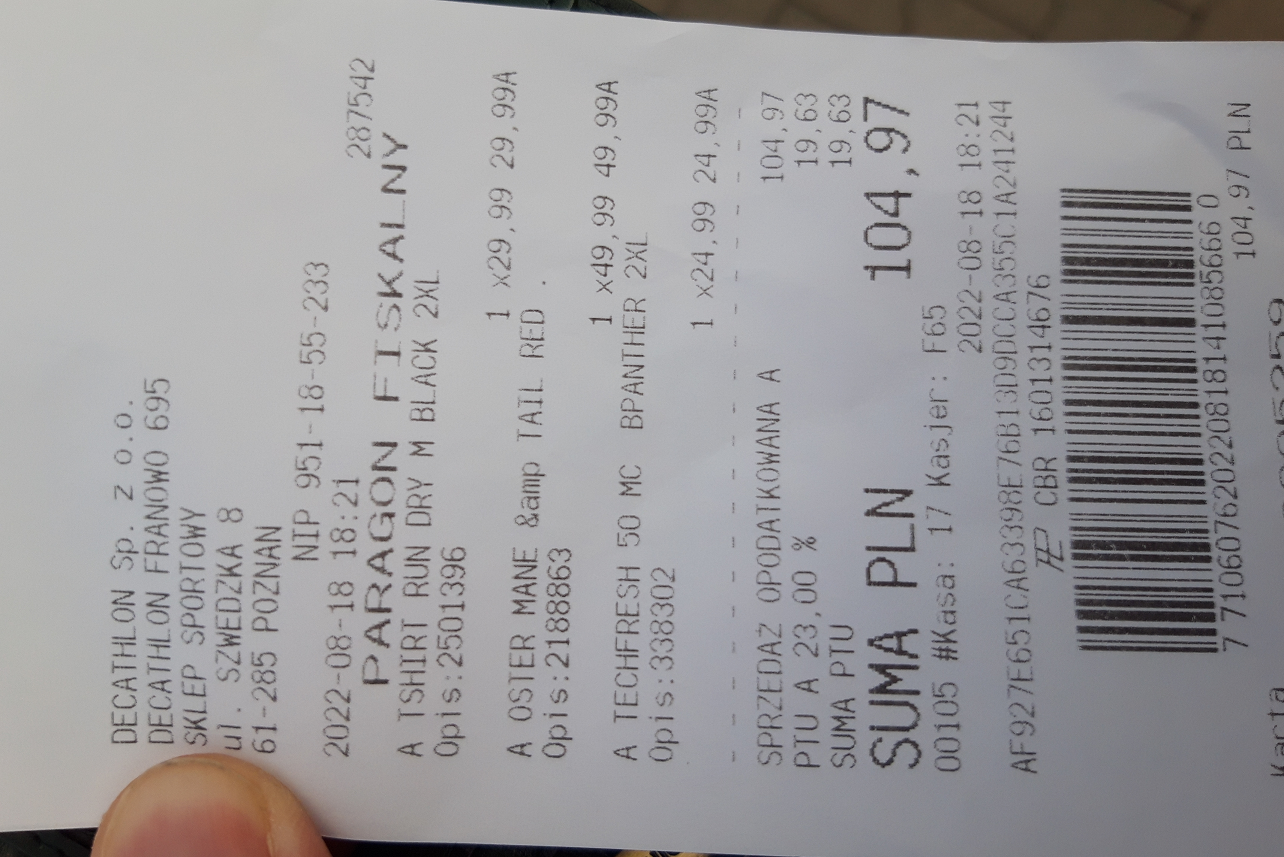 DECATHLON Sp. z o.o.
DECATHLON FRANOWO 695
SKLEP SPORTOWY
ul. SZWEDZKA 8
61-285 POZNAN
NIP 951-18-55-233
2022-08-18 18:21 287542
PARAGON FISKALNY
A TSHIRT RUN DRY M BLACK 2XL
Opis:2501396
1 x29,99 29,99A
A OSTER MANE &amp TAIL RED .
Opis:2188863
1 x49,99 49,99A
A TECHFRESH 50 MC BPANTHER 2XL
Opis:338302
1 x24,99 24,99A
- - - - - - - - - - - - - - - - - - - -
SPRZEDAŻ OPODATKOWANA A 104,97
PTU A 23,00 % 19,63
SUMA PTU 19,63
SUMA PLN 104,97
00105 #Kasa: 17 Kasjer: F65
2022-08-18 18:21
AF927E651CA63398E76B13D9DCCA355C1A241244
CBR 1601314676
7 7106076202208181410856660
104,97 PLN
Karta